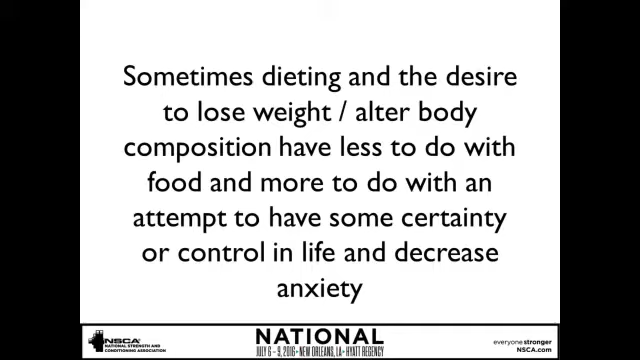 Sometimes dieting and the desire
to lose weight / alter body
composition have less to do with
food and more to do with an
attempt to have some certainty
or control in life and decrease
anxiety
NSCA
NATIONAL STRENGTH AND
CONDITIONING ASSOCIATION
NATIONAL
JULY 6 - 9, 2016 • NEW ORLEANS, LA • HYATT REGENCY
everyone stronger
NSCA.com